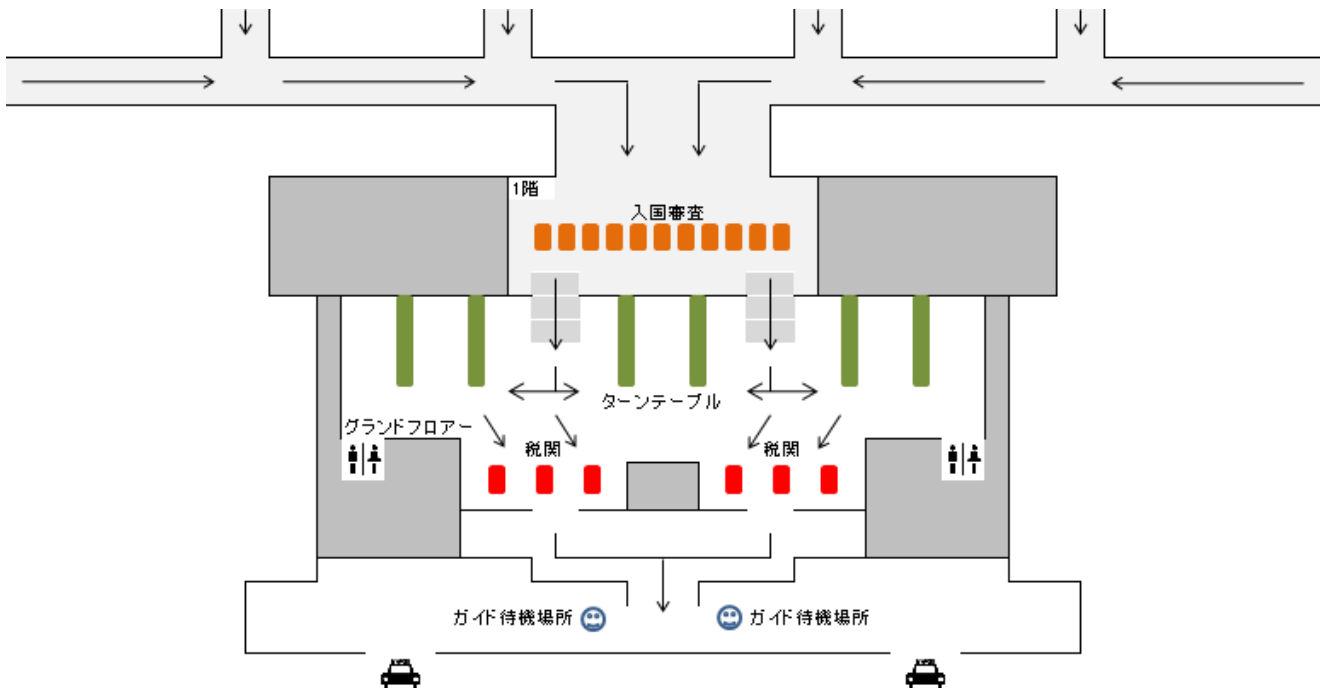 1階
入国審査
ターンテーブル
グランドフロアー
税関
税関
ガイド待機場所
ガイド待機場所